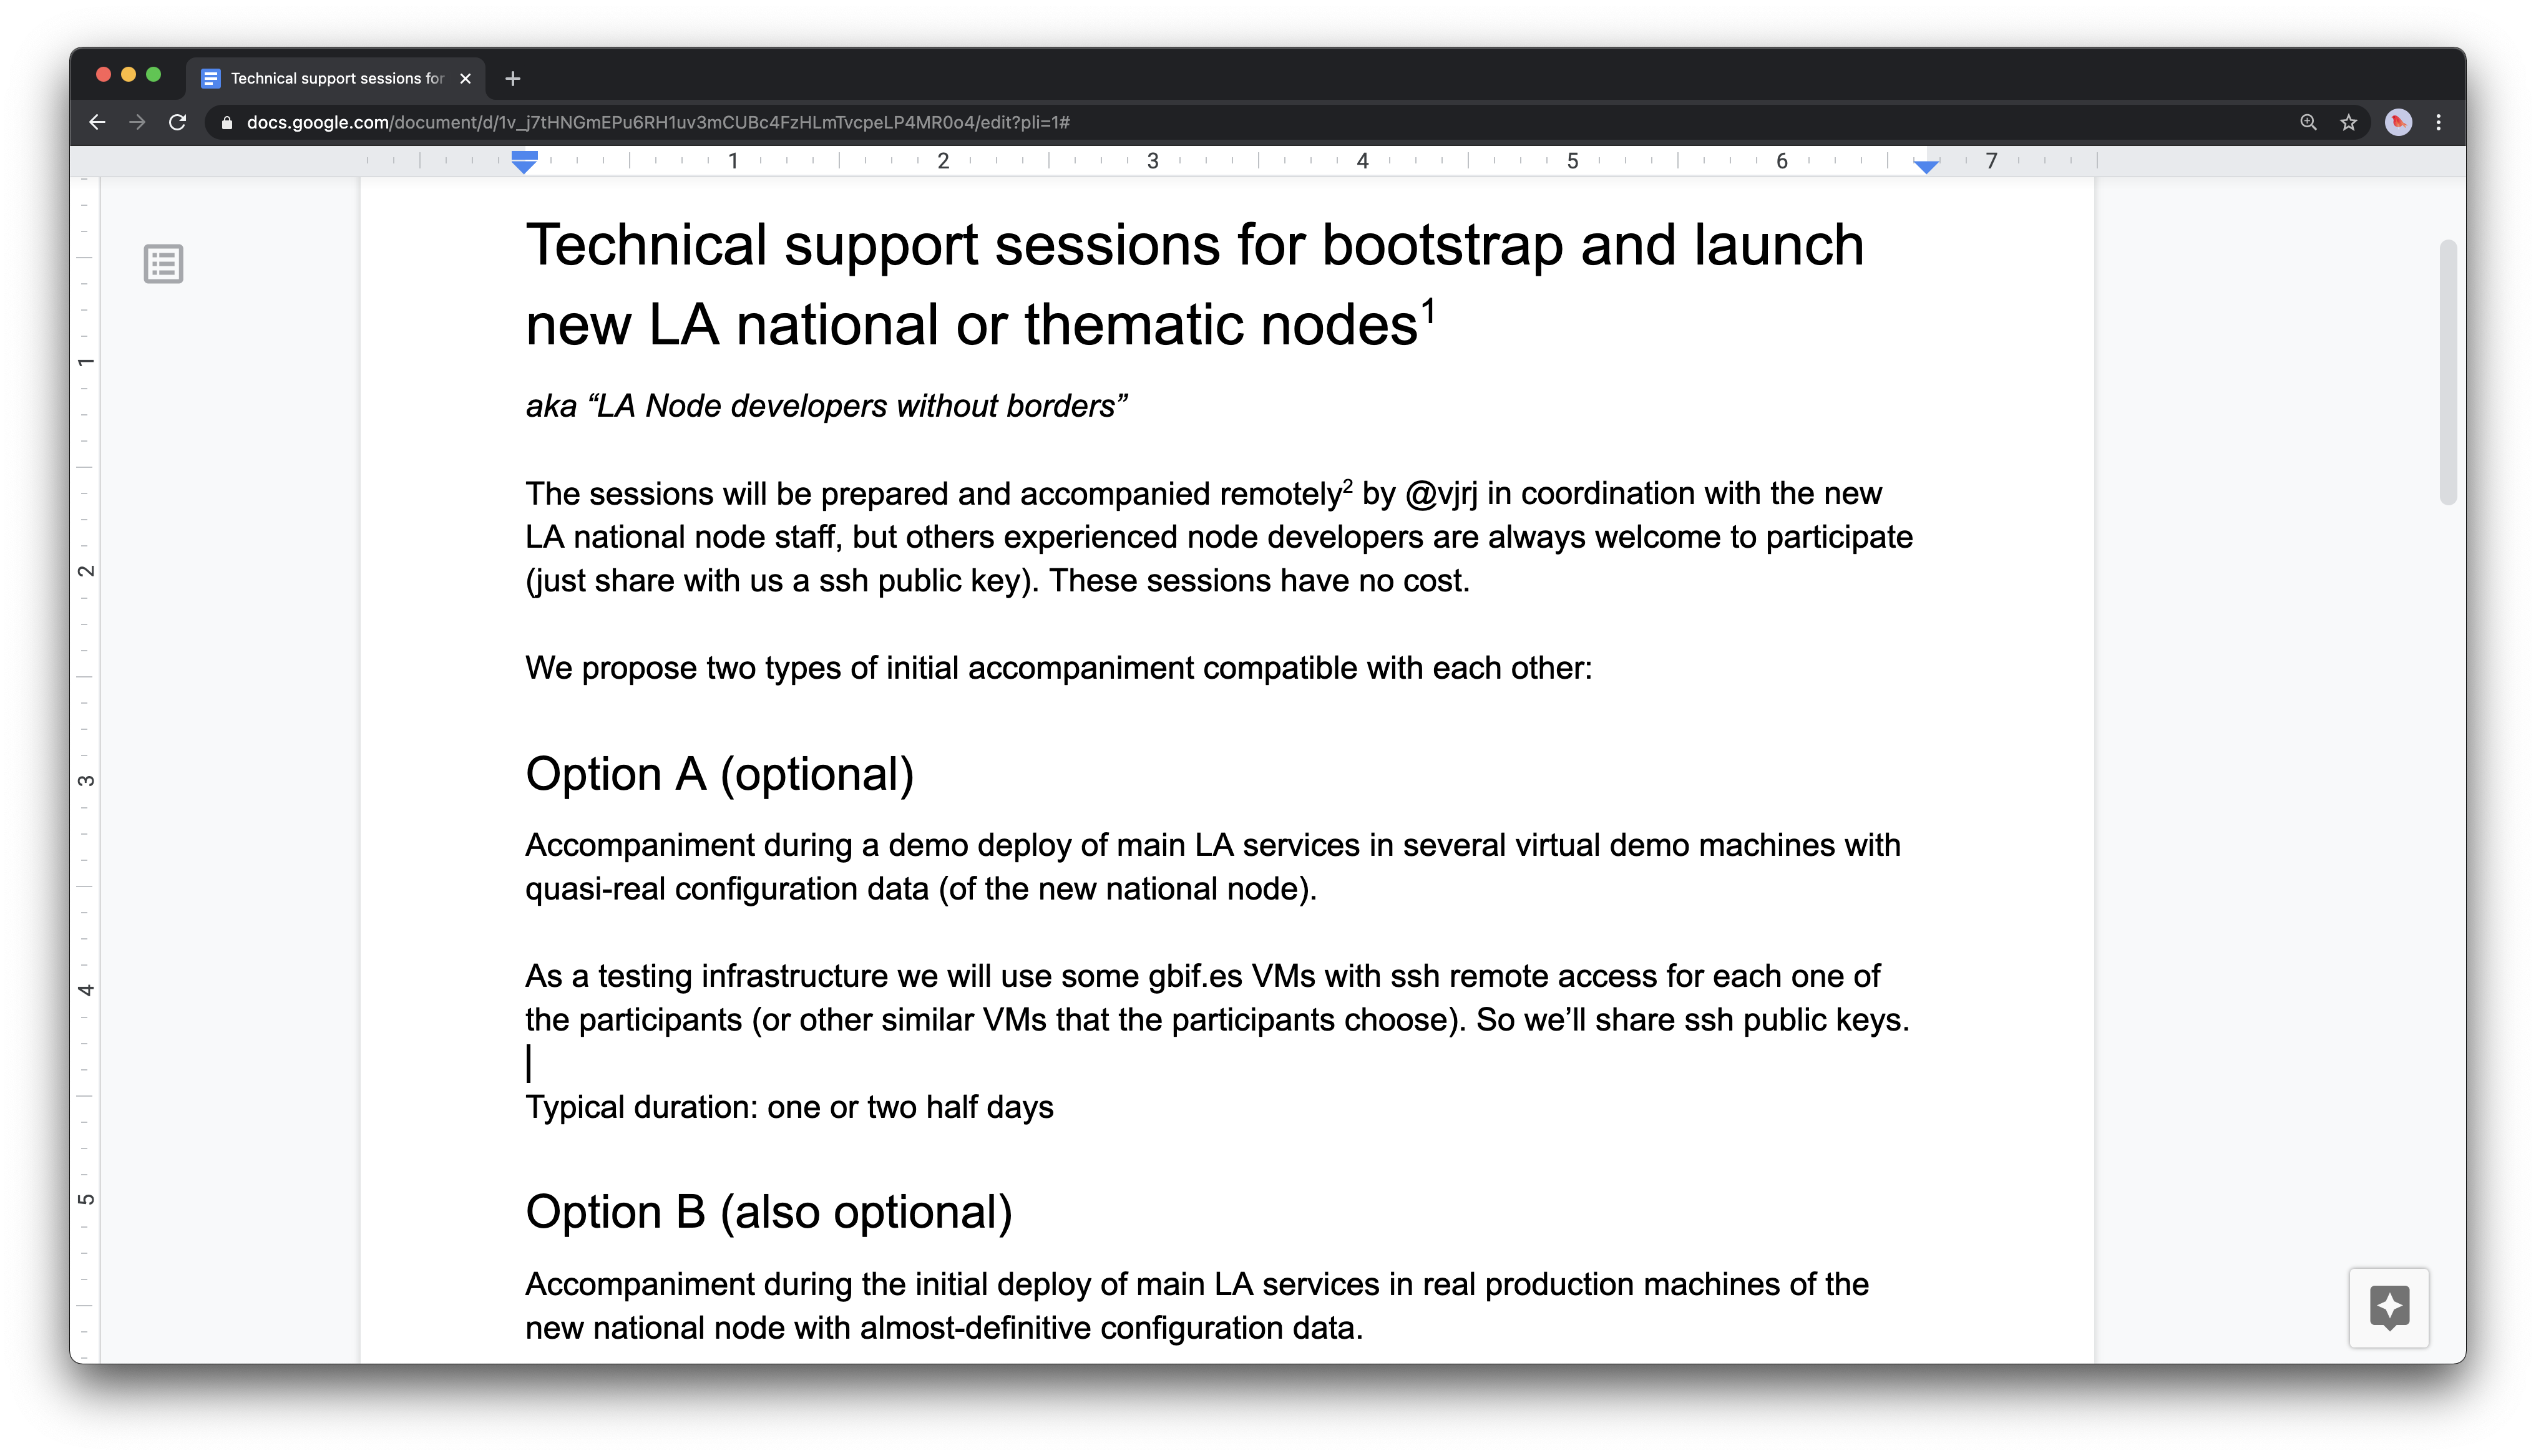 Technical support sessions for
docs.google.com/document/d/1v_j7tHNGmEPu6RH1uv3mCUBc4FzHLmTvcpeLP4MR0o4/edit?pli=1#
1 2 3 4 5 6 7
Technical support sessions for bootstrap and launch
new LA national or thematic nodes¹
aka “LA Node developers without borders”
The sessions will be prepared and accompanied remotely² by @vjrj in coordination with the new
LA national node staff, but others experienced node developers are always welcome to participate
(just share with us a ssh public key). These sessions have no cost.
We propose two types of initial accompaniment compatible with each other:
Option A (optional)
Accompaniment during a demo deploy of main LA services in several virtual demo machines with
quasi-real configuration data (of the new national node).
As a testing infrastructure we will use some gbif.es VMs with ssh remote access for each one of
the participants (or other similar VMs that the participants choose). So we’ll share ssh public keys.
Typical duration: one or two half days
Option B (also optional)
Accompaniment during the initial deploy of main LA services in real production machines of the
new national node with almost-definitive configuration data.
1
2
3
4
5